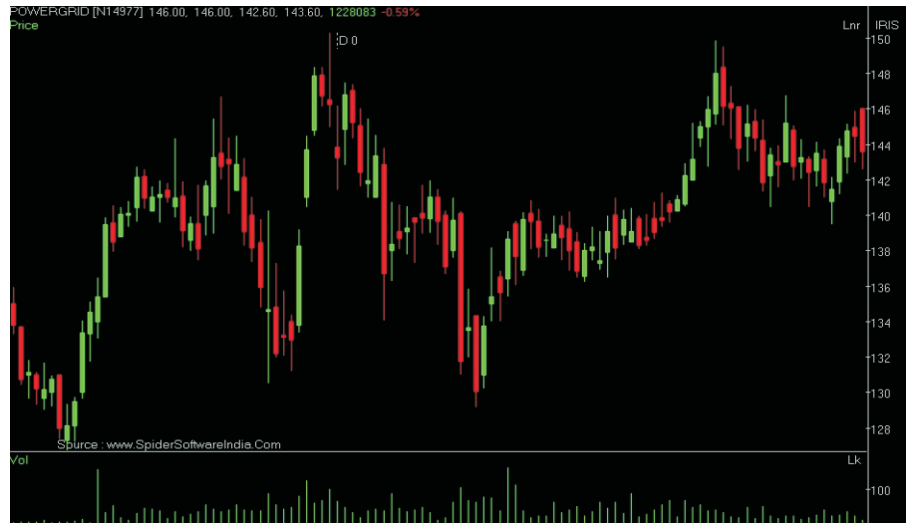 POWERGRID [N14977] 146.00, 146.00, 142.60, 143.60, 1228083 -0.59%
Price
Lnr IRIS
D 0
150
148
146
144
142
140
138
136
134
132
130
128
Source : www.SpiderSoftwareIndia.Com
Vol
Lk
100